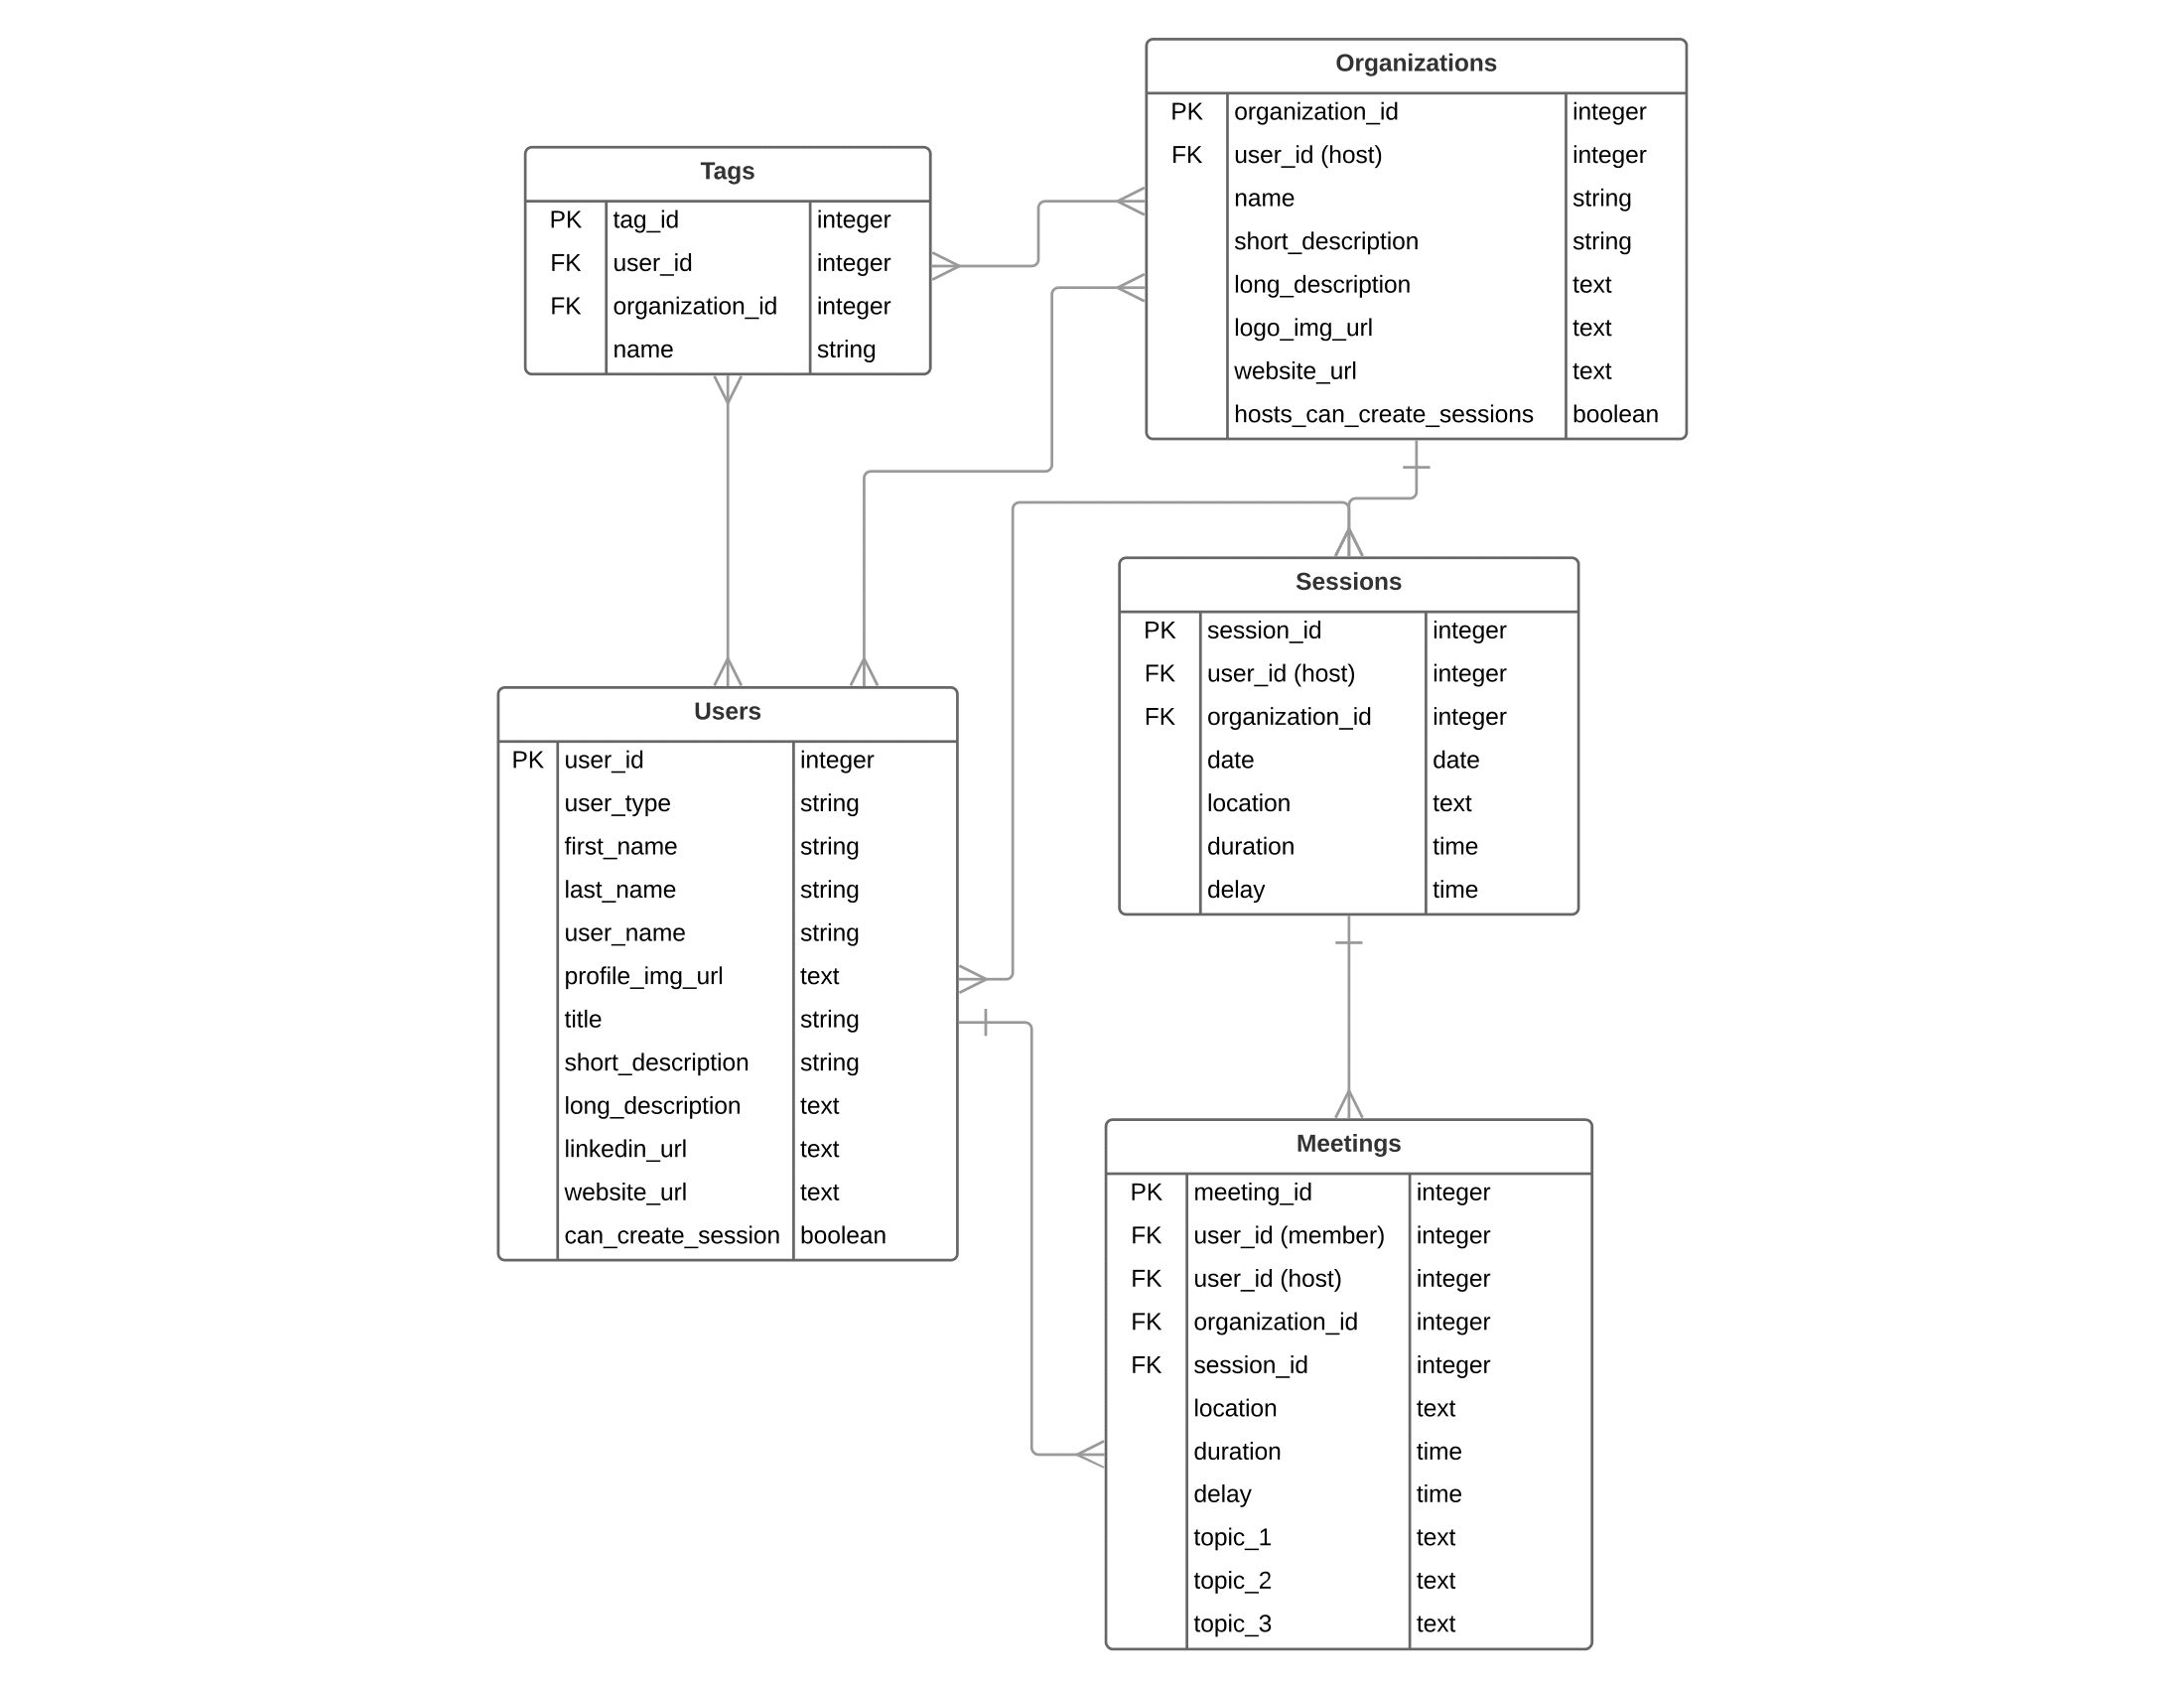 Organizations
PK organization_id integer
FK user_id (host) integer
name string
short_description string
long_description text
logo_img_url text
website_url text
hosts_can_create_sessions boolean
Tags
PK tag_id integer
FK user_id integer
FK organization_id integer
name string
Sessions
PK session_id integer
FK user_id (host) integer
FK organization_id integer
date date
location text
duration time
delay time
Users
PK user_id integer
user_type string
first_name string
last_name string
user_name string
profile_img_url text
title string
short_description string
long_description text
linkedin_url text
website_url text
can_create_session boolean
Meetings
PK meeting_id integer
FK user_id (member) integer
FK user_id (host) integer
FK organization_id integer
FK session_id integer
location text
duration time
delay time
topic_1 text
topic_2 text
topic_3 text